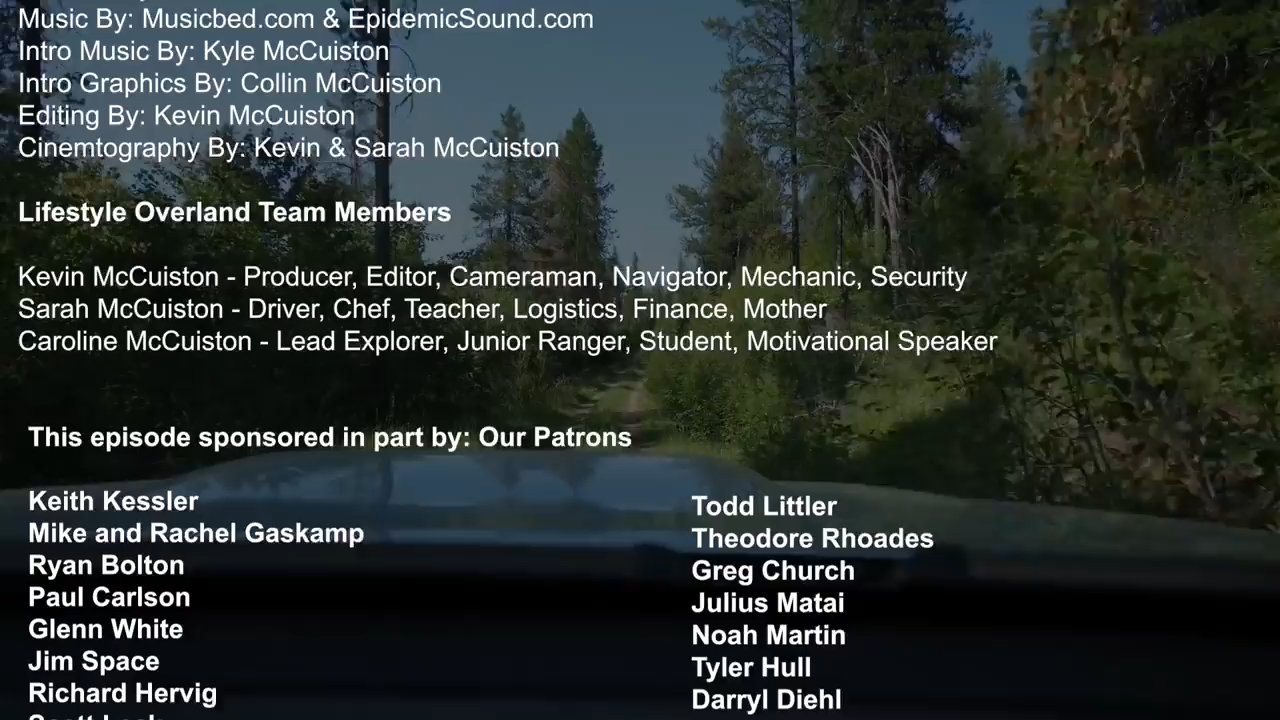 Music By: Musicbed.com & EpidemicSound.com
Intro Music By: Kyle McCuiston
Intro Graphics By: Collin McCuiston
Editing By: Kevin McCuiston
Cinemtography By: Kevin & Sarah McCuiston
Lifestyle Overland Team Members
Kevin McCuiston - Producer, Editor, Cameraman, Navigator, Mechanic, Security
Sarah McCuiston - Driver, Chef, Teacher, Logistics, Finance, Mother
Caroline McCuiston - Lead Explorer, Junior Ranger, Student, Motivational Speaker
This episode sponsored in part by: Our Patrons
Keith Kessler
Mike and Rachel Gaskamp
Ryan Bolton
Paul Carlson
Glenn White
Jim Space
Richard Hervig
Todd Littler
Theodore Rhoades
Greg Church
Julius Matai
Noah Martin
Tyler Hull
Darryl Diehl